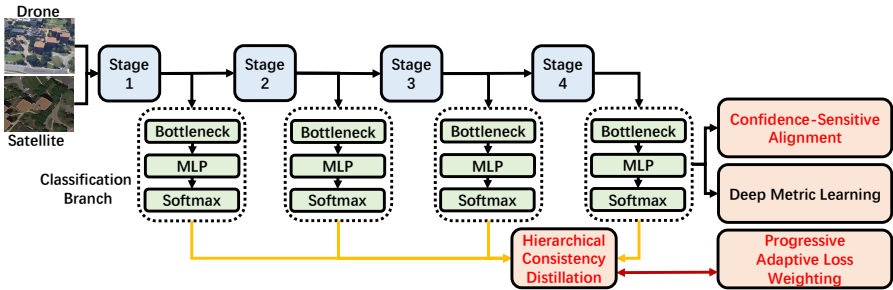 Drone
Satellite
Stage
1
Stage
2
Stage
3
Stage
4
Classification
Branch
Bottleneck
MLP
Softmax
Bottleneck
MLP
Softmax
Bottleneck
MLP
Softmax
Bottleneck
MLP
Softmax
Confidence-Sensitive
Alignment
Deep Metric Learning
Hierarchical
Consistency
Distillation
Progressive
Adaptive Loss
Weighting